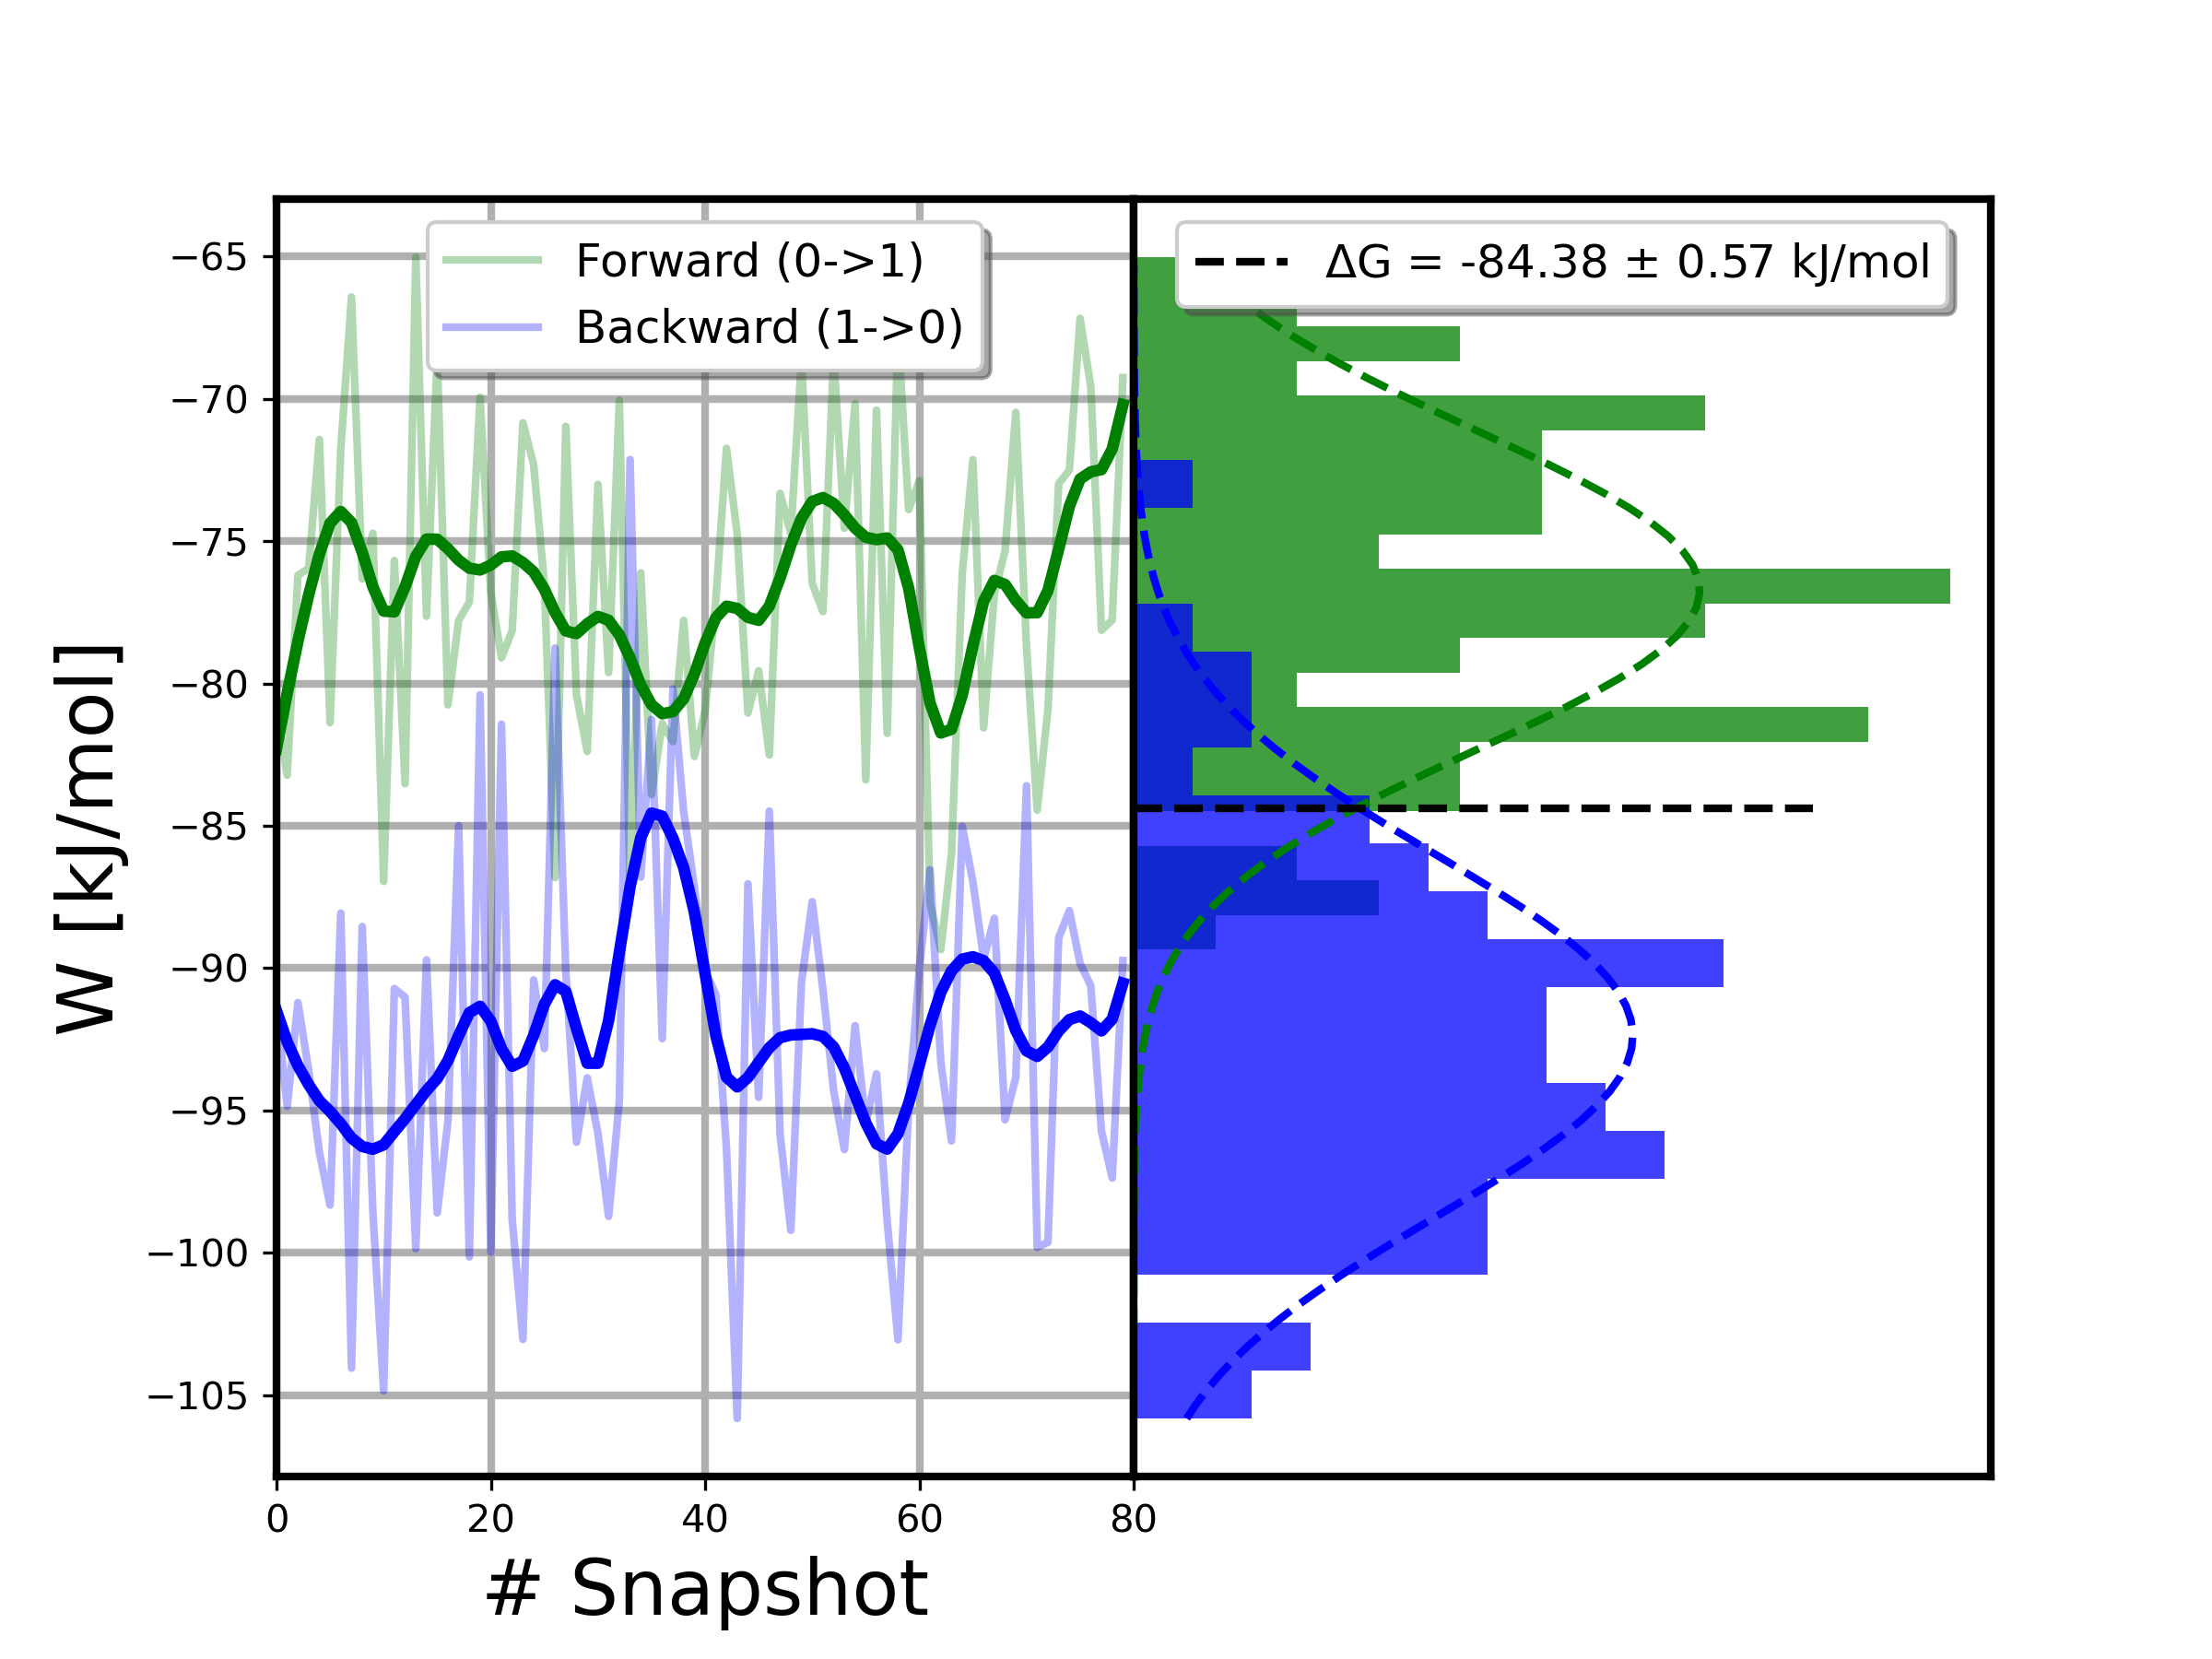 Forward (0->1)
Backward (1->0)
ΔG = -84.38 ± 0.57 kJ/mol
W [kJ/mol]
−65
−70
−75
−80
−85
−90
−95
−100
−105
0 20 40 60 80
# Snapshot